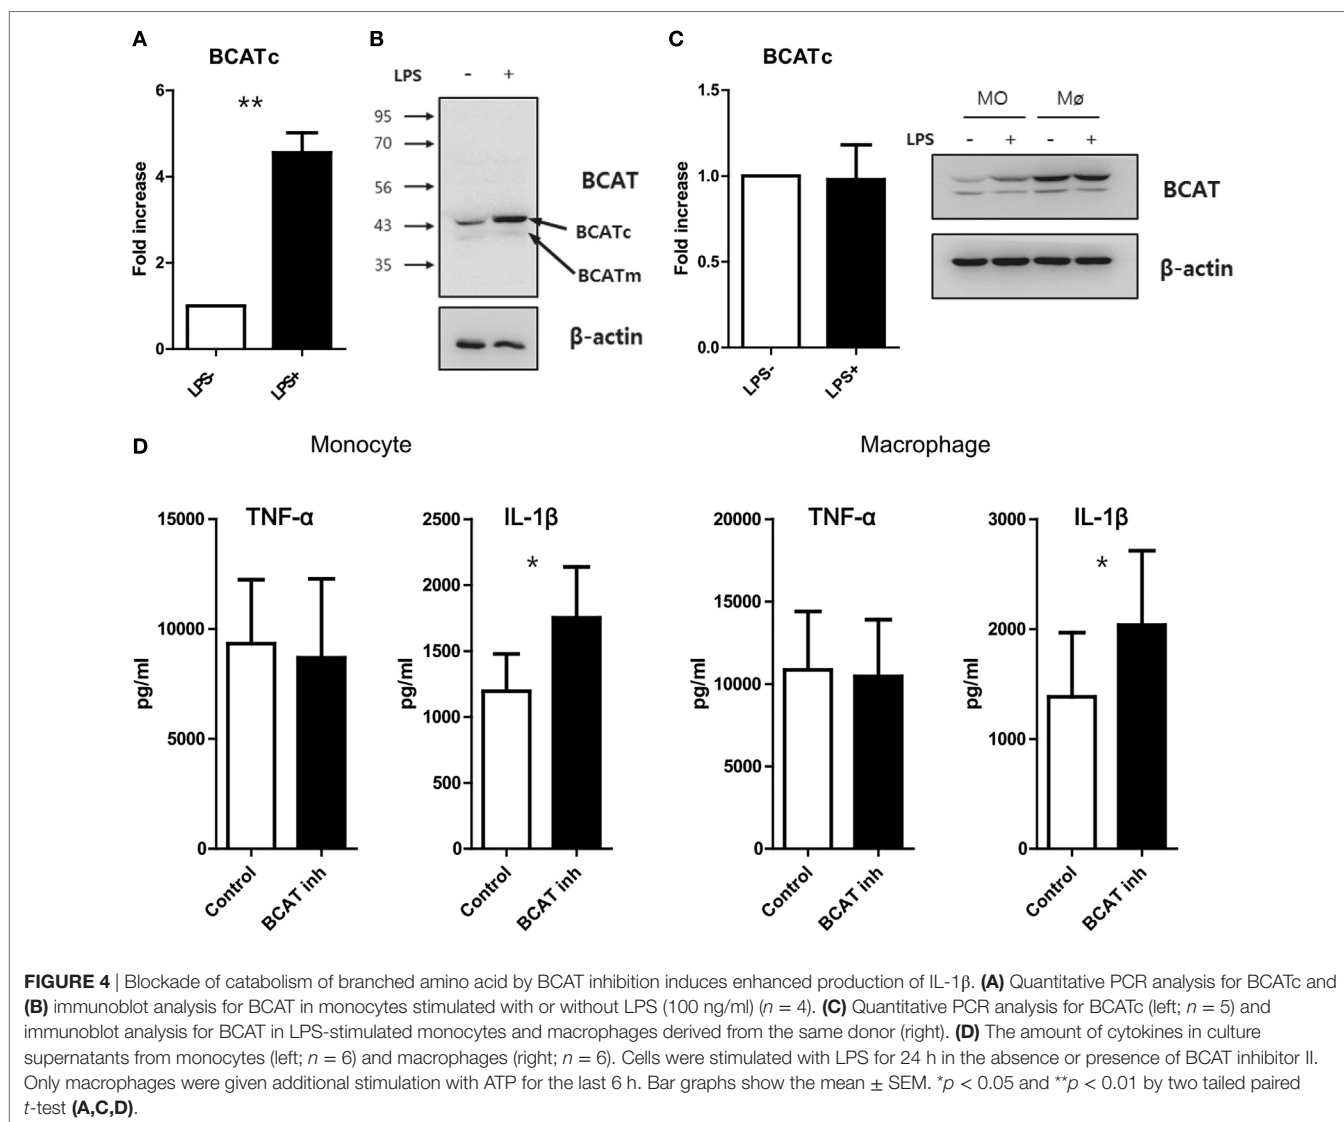 A
BCATc
**
Fold increase
6
4
2
0
LPS-
LPS+
B
LPS - +
95
70
56
43
35
BCAT
BCATc
BCATm
β-actin
C
BCATc
Fold increase
1.5
1.0
0.5
0.0
LPS-
LPS+
MO Mø
LPS - + - +
BCAT
β-actin
D
Monocyte
Macrophage
TNF-α
pg/ml
15000
10000
5000
0
Control
BCAT inh
IL-1β
*
pg/ml
2500
2000
1500
1000
500
0
Control
BCAT inh
TNF-α
pg/ml
20000
15000
10000
5000
0
Control
BCAT inh
IL-1β
*
pg/ml
3000
2000
1000
0
Control
BCAT inh
FIGURE 4 | Blockade of catabolism of branched amino acid by BCAT inhibition induces enhanced production of IL-1β. (A) Quantitative PCR analysis for BCATc and
(B) immunoblot analysis for BCAT in monocytes stimulated with or without LPS (100 ng/ml) (n = 4). (C) Quantitative PCR analysis for BCATc (left; n = 5) and
immunoblot analysis for BCAT in LPS-stimulated monocytes and macrophages derived from the same donor (right). (D) The amount of cytokines in culture
supernatants from monocytes (left; n = 6) and macrophages (right; n = 6). Cells were stimulated with LPS for 24 h in the absence or presence of BCAT inhibitor II.
Only macrophages were given additional stimulation with ATP for the last 6 h. Bar graphs show the mean ± SEM. *p < 0.05 and **p < 0.01 by two tailed paired
t-test (A,C,D).